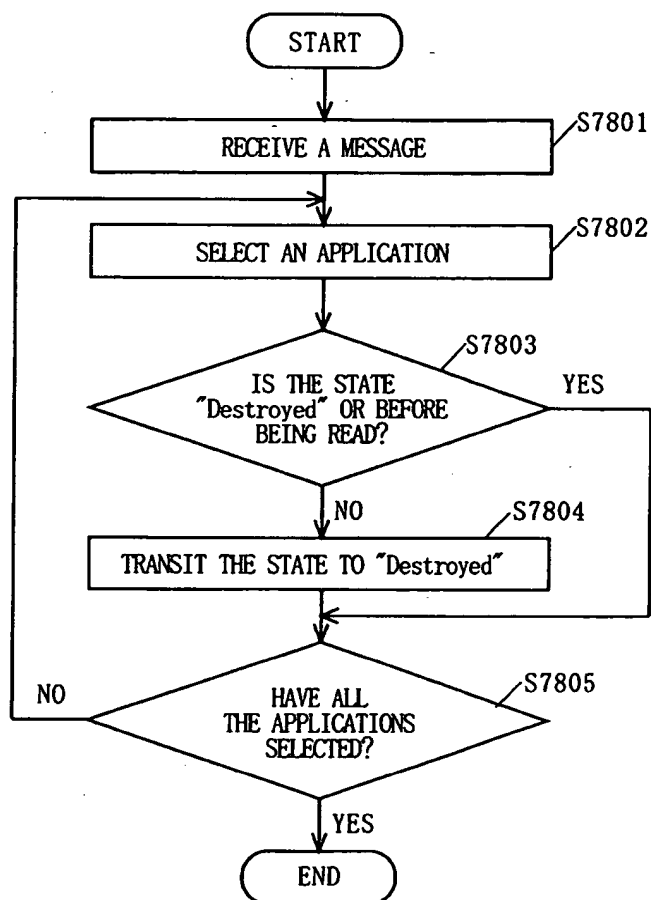 START
S7801
RECEIVE A MESSAGE
S7802
SELECT AN APPLICATION
S7803
IS THE STATE
"Destroyed" OR BEFORE
BEING READ?
YES
NO
S7804
TRANSIT THE STATE TO "Destroyed"
S7805
NO
HAVE ALL
THE APPLICATIONS
SELECTED?
YES
END